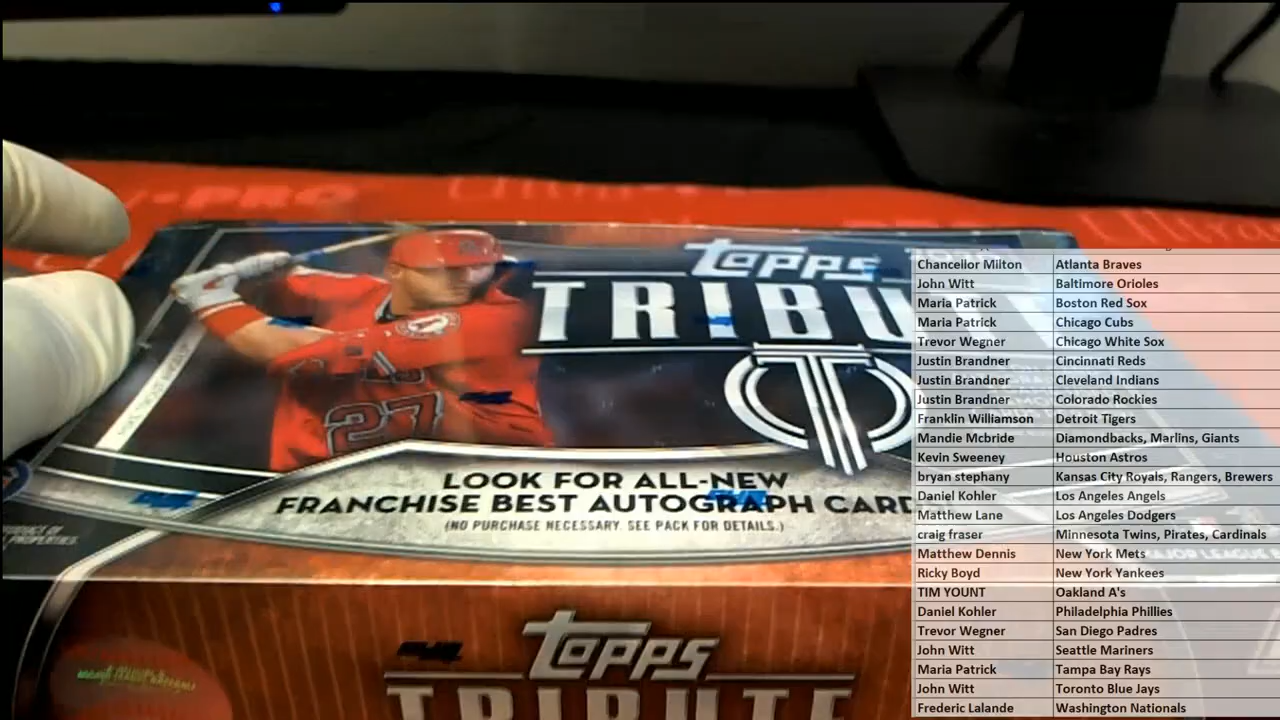 Topps
TRIBU
27
LOOK FOR ALL-NEW
FRANCHISE BEST AUTOGRAPH CARD
(NO PURCHASE NECESSARY. SEE PACK FOR DETAILS.)
Topps
TRIBUTE
Chancellor Milton Atlanta Braves
John Witt Baltimore Orioles
Maria Patrick Boston Red Sox
Maria Patrick Chicago Cubs
Trevor Wegner Chicago White Sox
Justin Brandner Cincinnati Reds
Justin Brandner Cleveland Indians
Justin Brandner Colorado Rockies
Franklin Williamson Detroit Tigers
Mandie Mcbride Diamondbacks, Marlins, Giants
Kevin Sweeney Houston Astros
bryan stephany Kansas City Royals, Rangers, Brewers
Daniel Kohler Los Angeles Angels
Matthew Lane Los Angeles Dodgers
craig fraser Minnesota Twins, Pirates, Cardinals
Matthew Dennis New York Mets
Ricky Boyd New York Yankees
TIM YOUNT Oakland A's
Daniel Kohler Philadelphia Phillies
Trevor Wegner San Diego Padres
John Witt Seattle Mariners
Maria Patrick Tampa Bay Rays
John Witt Toronto Blue Jays
Frederic Lalande Washington Nationals